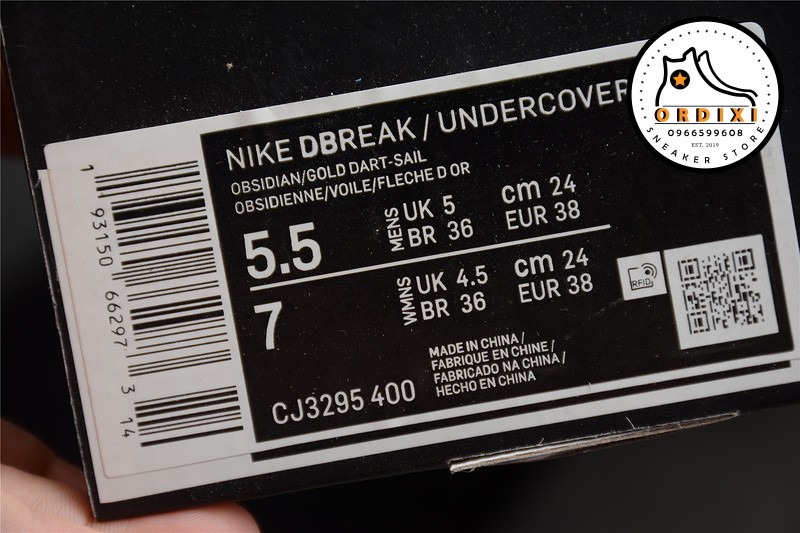 NIKE DBREAK / UNDERCOVER
OBSIDIAN/GOLD DART-SAIL
OBSIDIENNE/VOILE/FLECHE D OR
5.5
MENS
UK 5
BR 36
cm 24
EUR 38
7
WMNS
UK 4.5
BR 36
cm 24
EUR 38
RFID
MADE IN CHINA /
FABRIQUE EN CHINE /
FABRICADO NA CHINA /
HECHO EN CHINA
CJ3295 400
1 93150 66297 3 14
ORDIXI
0966599608
EST. 2019
SNEAKER STORE